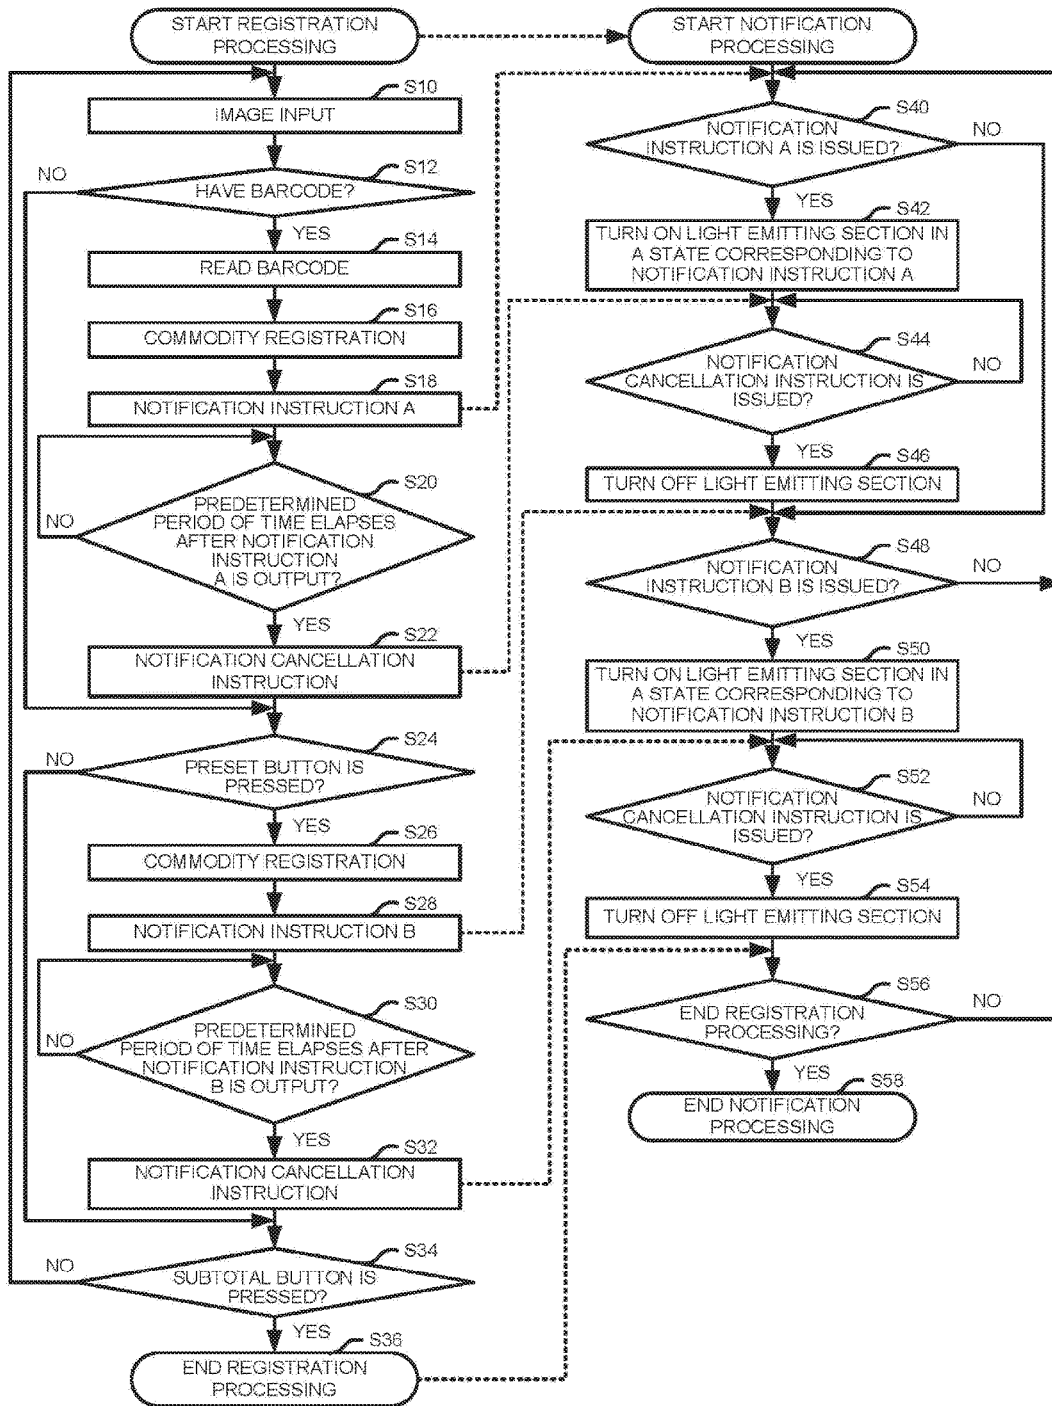 START REGISTRATION
PROCESSING
S10
IMAGE INPUT
S12
NO
HAVE BARCODE?
YES
S14
READ BARCODE
S16
COMMODITY REGISTRATION
S18
NOTIFICATION INSTRUCTION A
S20
PREDETERMINED
PERIOD OF TIME ELAPSES
AFTER NOTIFICATION
INSTRUCTION
A IS OUTPUT?
NO
YES
S22
NOTIFICATION CANCELLATION
INSTRUCTION
S24
NO
PRESET BUTTON IS
PRESSED?
YES
S26
COMMODITY REGISTRATION
S28
NOTIFICATION INSTRUCTION B
S30
PREDETERMINED
PERIOD OF TIME ELAPSES AFTER
NOTIFICATION INSTRUCTION
B IS OUTPUT?
NO
YES
S32
NOTIFICATION CANCELLATION
INSTRUCTION
S34
NO
SUBTOTAL BUTTON IS
PRESSED?
YES
S36
END REGISTRATION
PROCESSING
START NOTIFICATION
PROCESSING
S40
NOTIFICATION
INSTRUCTION A IS ISSUED?
NO
YES
S42
TURN ON LIGHT EMITTING SECTION IN
A STATE CORRESPONDING TO
NOTIFICATION INSTRUCTION A
S44
NOTIFICATION
CANCELLATION INSTRUCTION IS
ISSUED?
NO
YES
S46
TURN OFF LIGHT EMITTING SECTION
S48
NOTIFICATION
INSTRUCTION B IS ISSUED?
NO
YES
S50
TURN ON LIGHT EMITTING SECTION IN
A STATE CORRESPONDING TO
NOTIFICATION INSTRUCTION B
S52
NOTIFICATION
CANCELLATION INSTRUCTION IS
ISSUED?
NO
YES
S54
TURN OFF LIGHT EMITTING SECTION
S56
END REGISTRATION
PROCESSING?
NO
YES
S58
END NOTIFICATION
PROCESSING